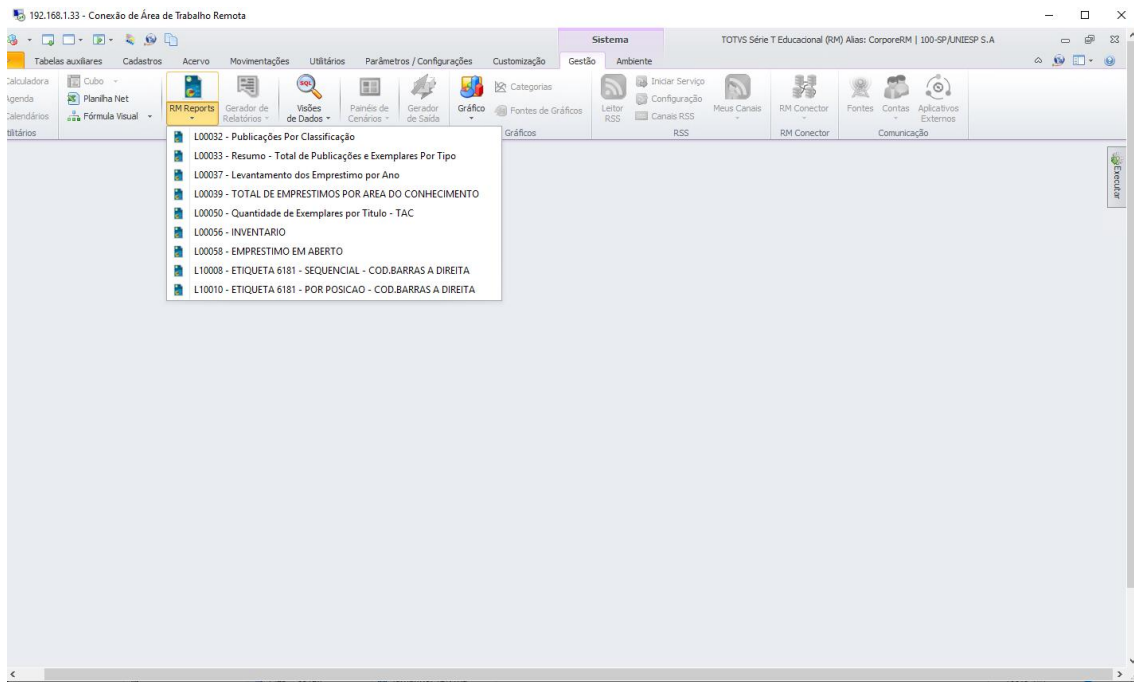 192.168.1.33 - Conexão de Área de Trabalho Remota
Sistema
TOTVS Série T Educacional (RM) Alias: CorporeRM | 100-SP/UNIESP S.A
Tabelas auxiliares Cadastros Acervo Movimentações Utilitários Parâmetros / Configurações Customização Gestão Ambiente
Calculadora
Agenda
Calendários
Cubo
Planilha Net
Fórmula Visual
RM Reports
Gerador de Relatórios
Visões de Dados
Painéis de Cenários
Gerador de Saída
Gráfico
Categorias
Fontes de Gráficos
Leitor RSS
Iniciar Serviço
Configuração
Canais RSS
Meus Canais
RM Conector
Fontes
Contas
Aplicativos Externos
Utilitários
Gráficos
RSS
RM Conector
Comunicação
L00032 - Publicações Por Classificação
L00033 - Resumo - Total de Publicações e Exemplares Por Tipo
L00037 - Levantamento dos Emprestimo por Ano
L00039 - TOTAL DE EMPRESTIMOS POR AREA DO CONHECIMENTO
L00050 - Quantidade de Exemplares por Titulo - TAC
L00056 - INVENTARIO
L00058 - EMPRESTIMO EM ABERTO
L10008 - ETIQUETA 6181 - SEQUENCIAL - COD.BARRAS A DIREITA
L10010 - ETIQUETA 6181 - POR POSICAO - COD.BARRAS A DIREITA
Executar